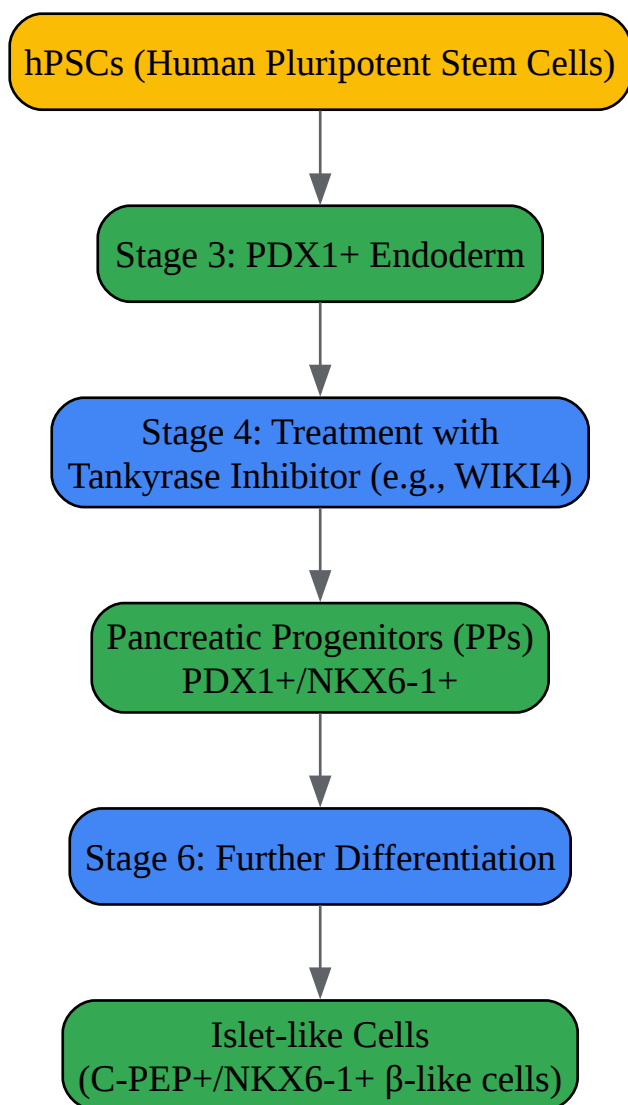 hPSCs (Human Pluripotent Stem Cells)
Stage 3: PDX1+ Endoderm
Stage 4: Treatment with
Tankyrase Inhibitor (e.g., WIKI4)
Pancreatic Progenitors (PPs)
PDX1+/NKX6-1+
Stage 6: Further Differentiation
Islet-like Cells
(C-PEP+/NKX6-1+ β-like cells)